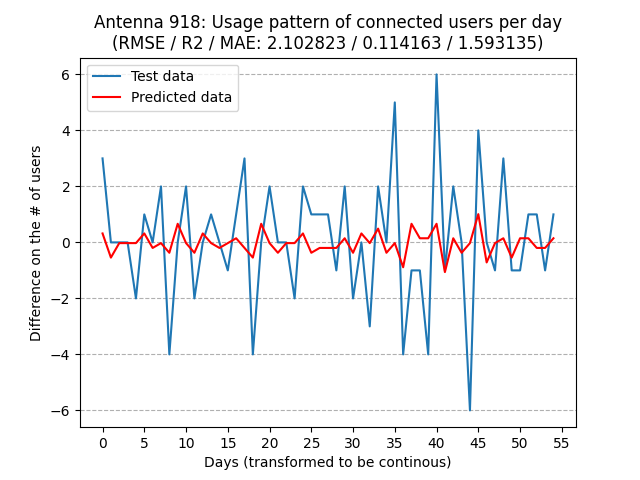 Antenna 918: Usage pattern of connected users per day
(RMSE / R2 / MAE: 2.102823 / 0.114163 / 1.593135)
Test data
Predicted data
Difference on the # of users
6
4
2
0
−2
−4
−6
0 5 10 15 20 25 30 35 40 45 50 55
Days (transformed to be continous)